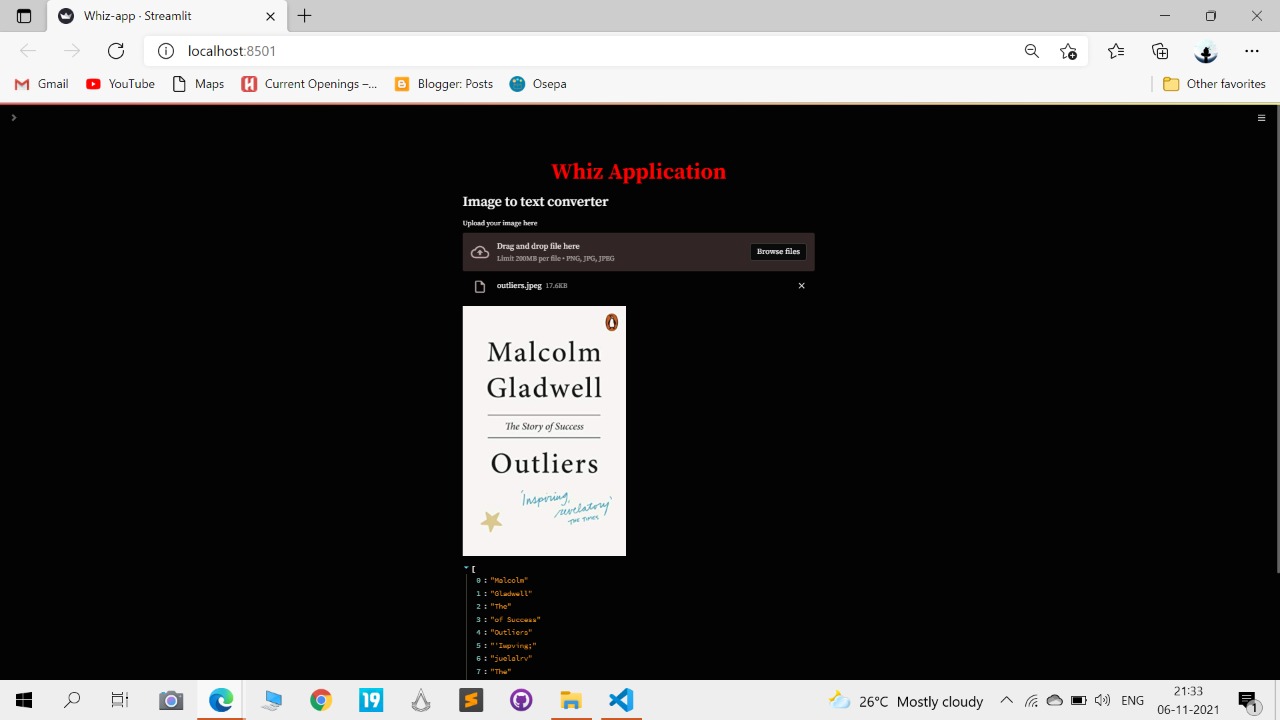 Whiz-app · Streamlit
localhost:8501
Gmail YouTube Maps Current Openings –... Blogger: Posts Osepa Other favorites
Whiz Application
Image to text converter
Upload your image here
Drag and drop file here
Limit 200MB per file • PNG, JPG, JPEG
Browse files
outliers.jpeg 17.6KB
Malcolm
Gladwell
The Story of Success
Outliers
'Inspiring,
revelatory'
THE TIMES
[
0 : "Malcolm"
1 : "Gladwell"
2 : "The"
3 : "of Success"
4 : "Outliers"
5 : "'Iwpving;"
6 : "juolalrv"
7 : "The"
19
26°C Mostly cloudy ENG
21:33
06-11-2021
1